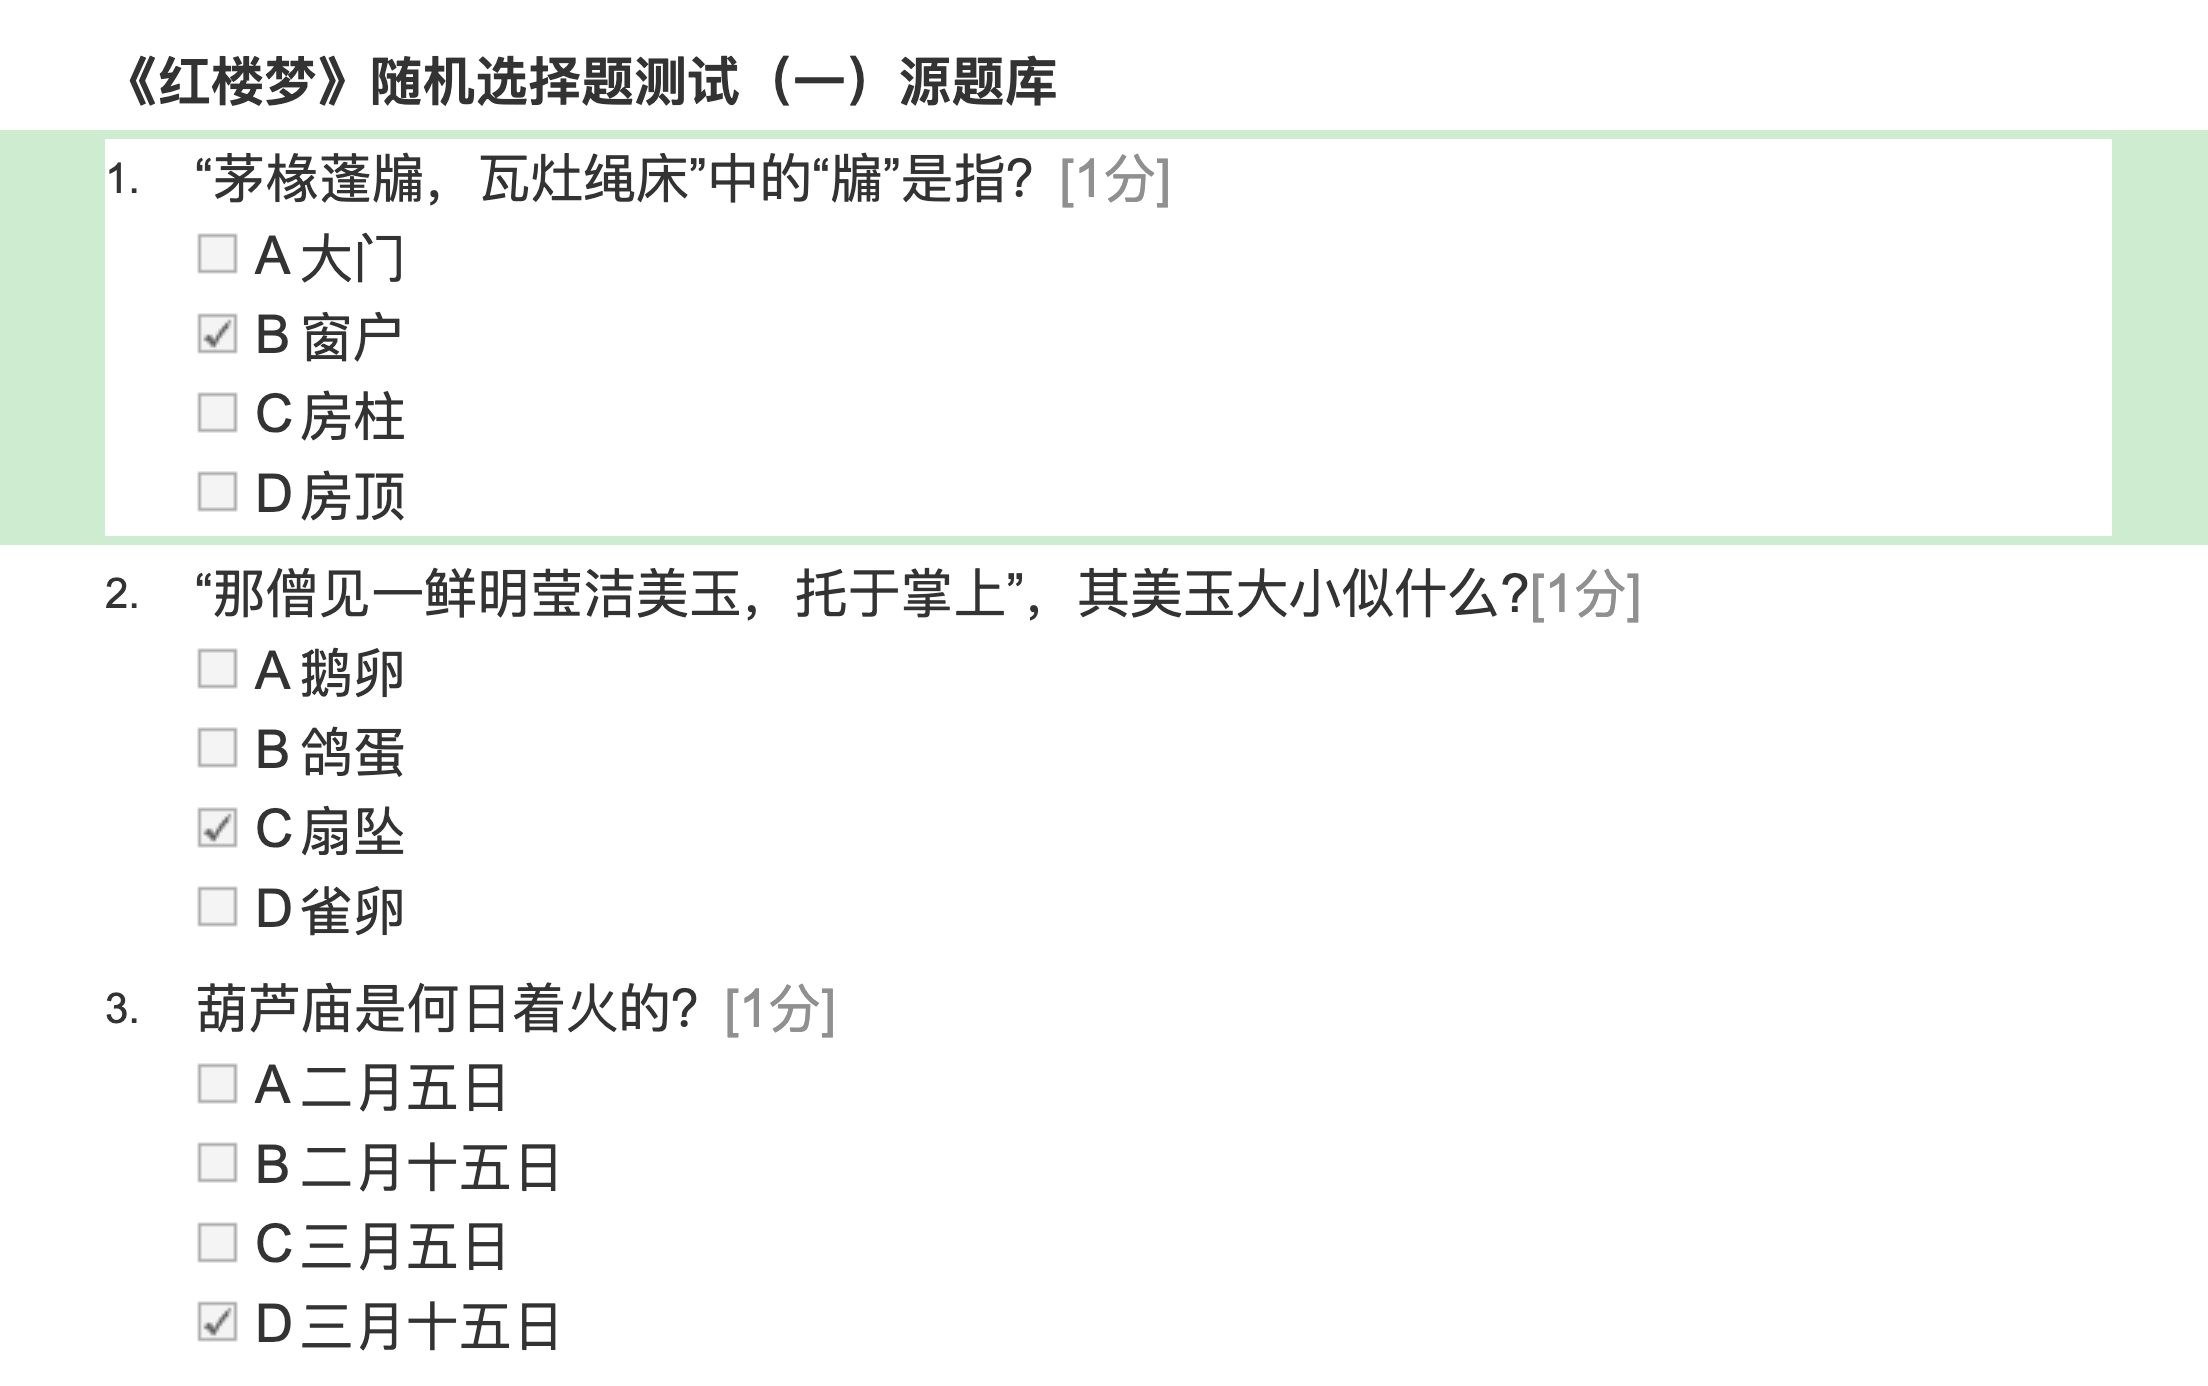 《红楼梦》随机选择题测试（一）源题库
1. “茅椽蓬牖，瓦灶绳床”中的“牖”是指？[1分]
A 大门
B 窗户
C 房柱
D 房顶
2. “那僧见一鲜明莹洁美玉，托于掌上”，其美玉大小似什么?[1分]
A 鹅卵
B 鸽蛋
C 扇坠
D 雀卵
3. 葫芦庙是何日着火的？[1分]
A 二月五日
B 二月十五日
C 三月五日
D 三月十五日